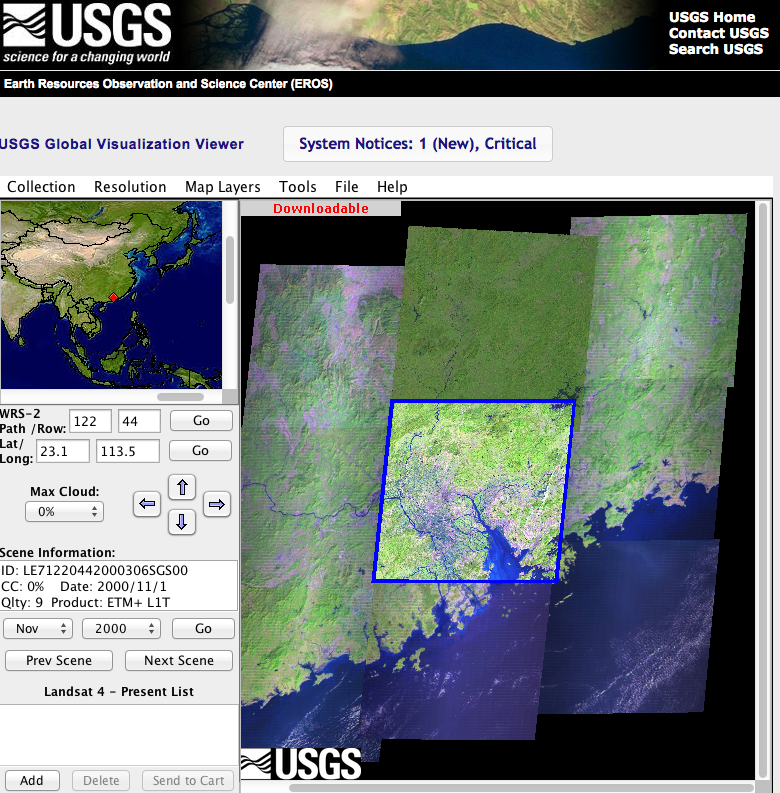 USGS
science for a changing world
USGS Home
Contact USGS
Search USGS
Earth Resources Observation and Science Center (EROS)
USGS Global Visualization Viewer
System Notices: 1 (New), Critical
Collection Resolution Map Layers Tools File Help
Downloadable
WRS-2
Path /Row: 122 44 Go
Lat/
Long: 23.1 113.5 Go
Max Cloud:
0%
Scene Information:
ID: LE71220442000306SGS00
CC: 0% Date: 2000/11/1
Qlty: 9 Product: ETM+ L1T
Nov 2000 Go
Prev Scene Next Scene
Landsat 4 - Present List
Add Delete Send to Cart
USGS